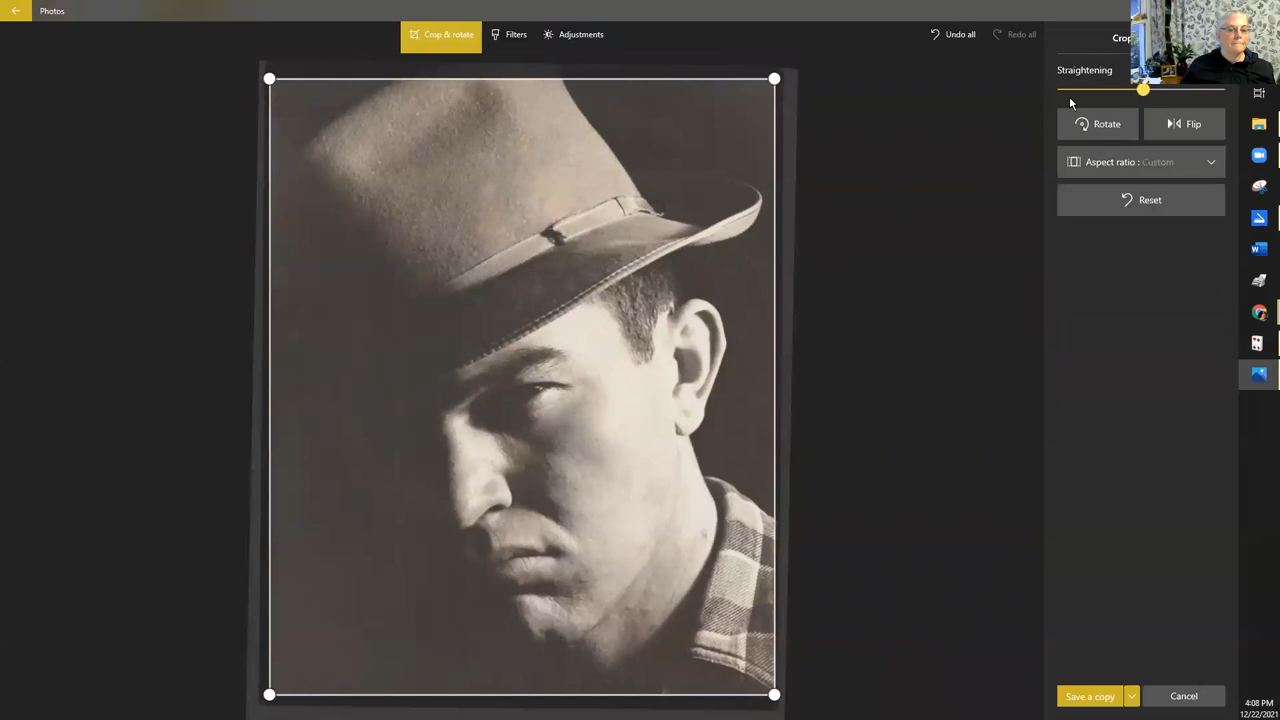 Photos
Crop & rotate
Filters
Adjustments
Undo all
Redo all
Crop
Straightening
Rotate
Flip
Aspect ratio : Custom
Reset
Save a copy
Cancel
4:08 PM
12/22/2021